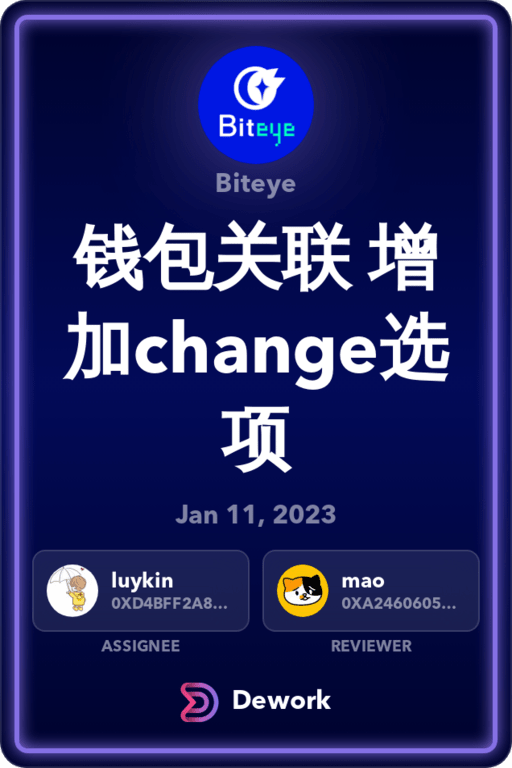 Biteye
Biteye
钱包关联 增
加change选
项
Jan 11, 2023
luykin
0XD4BFF2A8...
mao
0XA2460605...
ASSIGNEE
REVIEWER
Dework